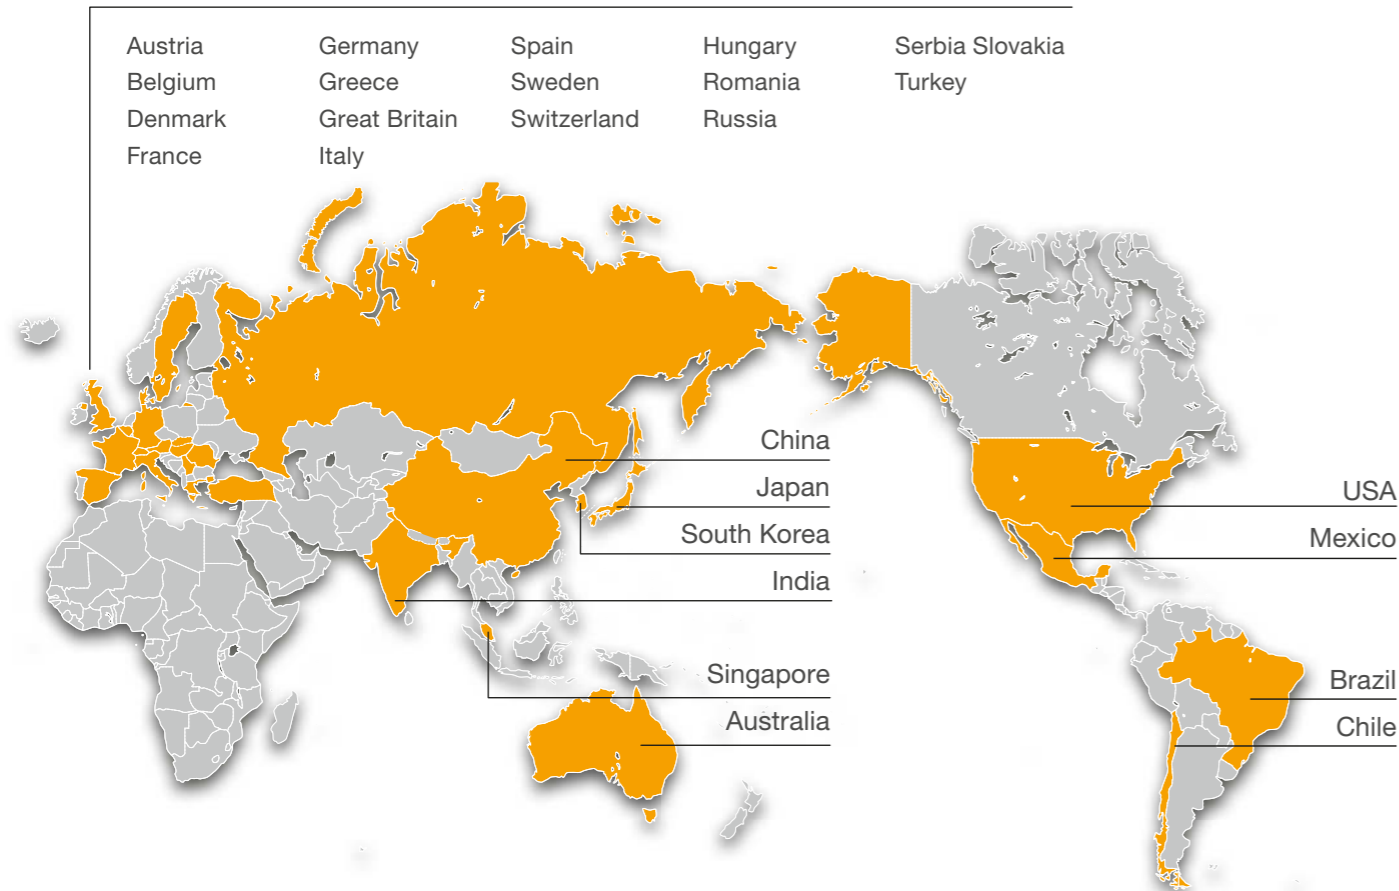 Austria Germany Spain Hungary Serbia Slovakia
Belgium Greece Sweden Romania Turkey
Denmark Great Britain Switzerland Russia
France Italy
China
Japan
South Korea
India
Singapore
Australia
USA
Mexico
Brazil
Chile